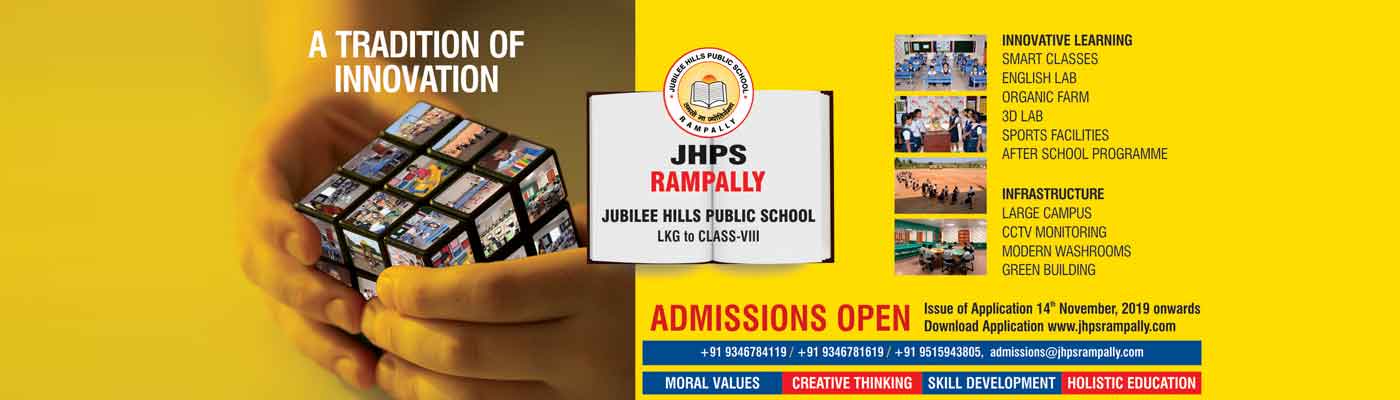 A TRADITION OF
INNOVATION
JUBILEE HILLS PUBLIC SCHOOL
RAMPALLY
JHPS
RAMPALLY
JUBILEE HILLS PUBLIC SCHOOL
LKG to CLASS-VIII
INNOVATIVE LEARNING
SMART CLASSES
ENGLISH LAB
ORGANIC FARM
3D LAB
SPORTS FACILITIES
AFTER SCHOOL PROGRAMME
INFRASTRUCTURE
LARGE CAMPUS
CCTV MONITORING
MODERN WASHROOMS
GREEN BUILDING
ADMISSIONS OPEN
Issue of Application 14th November, 2019 onwards
Download Application www.jhpsrampally.com
+91 9346784119 / +91 9346781619 / +91 9515943805, admissions@jhpsrampally.com
MORAL VALUES CREATIVE THINKING SKILL DEVELOPMENT HOLISTIC EDUCATION